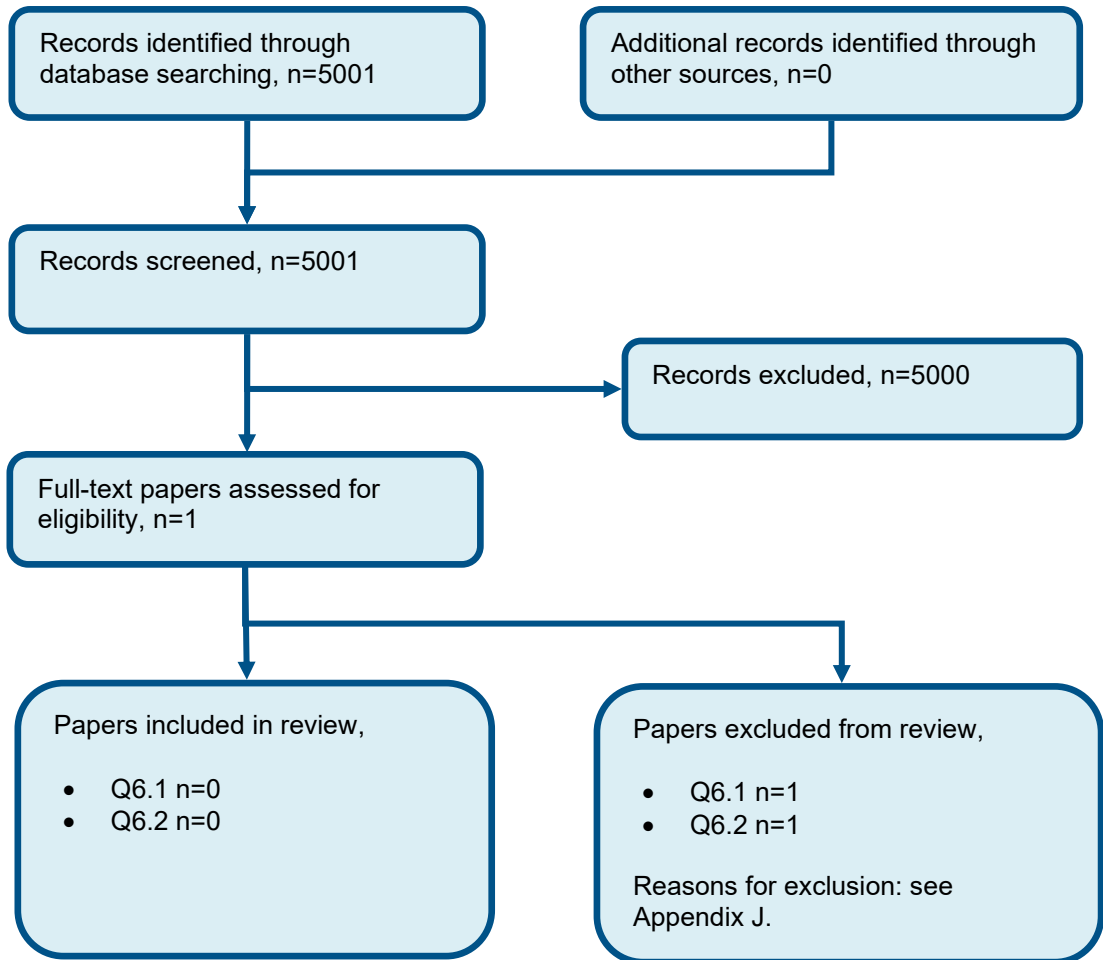 Records identified through
database searching, n=5001
Additional records identified through
other sources, n=0
Records screened, n=5001
Records excluded, n=5000
Full-text papers assessed for
eligibility, n=1
Papers included in review,
• Q6.1 n=0
• Q6.2 n=0
Papers excluded from review,
• Q6.1 n=1
• Q6.2 n=1
Reasons for exclusion: see
Appendix J.